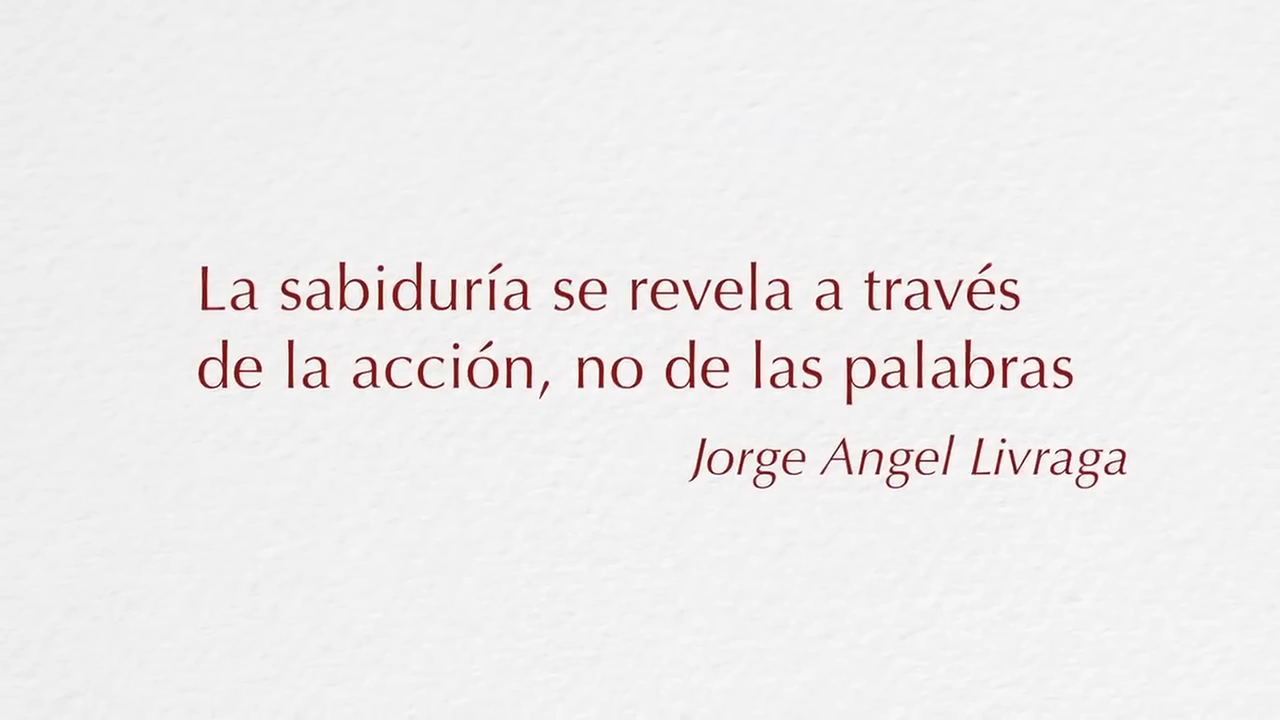 La sabiduría se revela a través
de la acción, no de las palabras
Jorge Angel Livraga